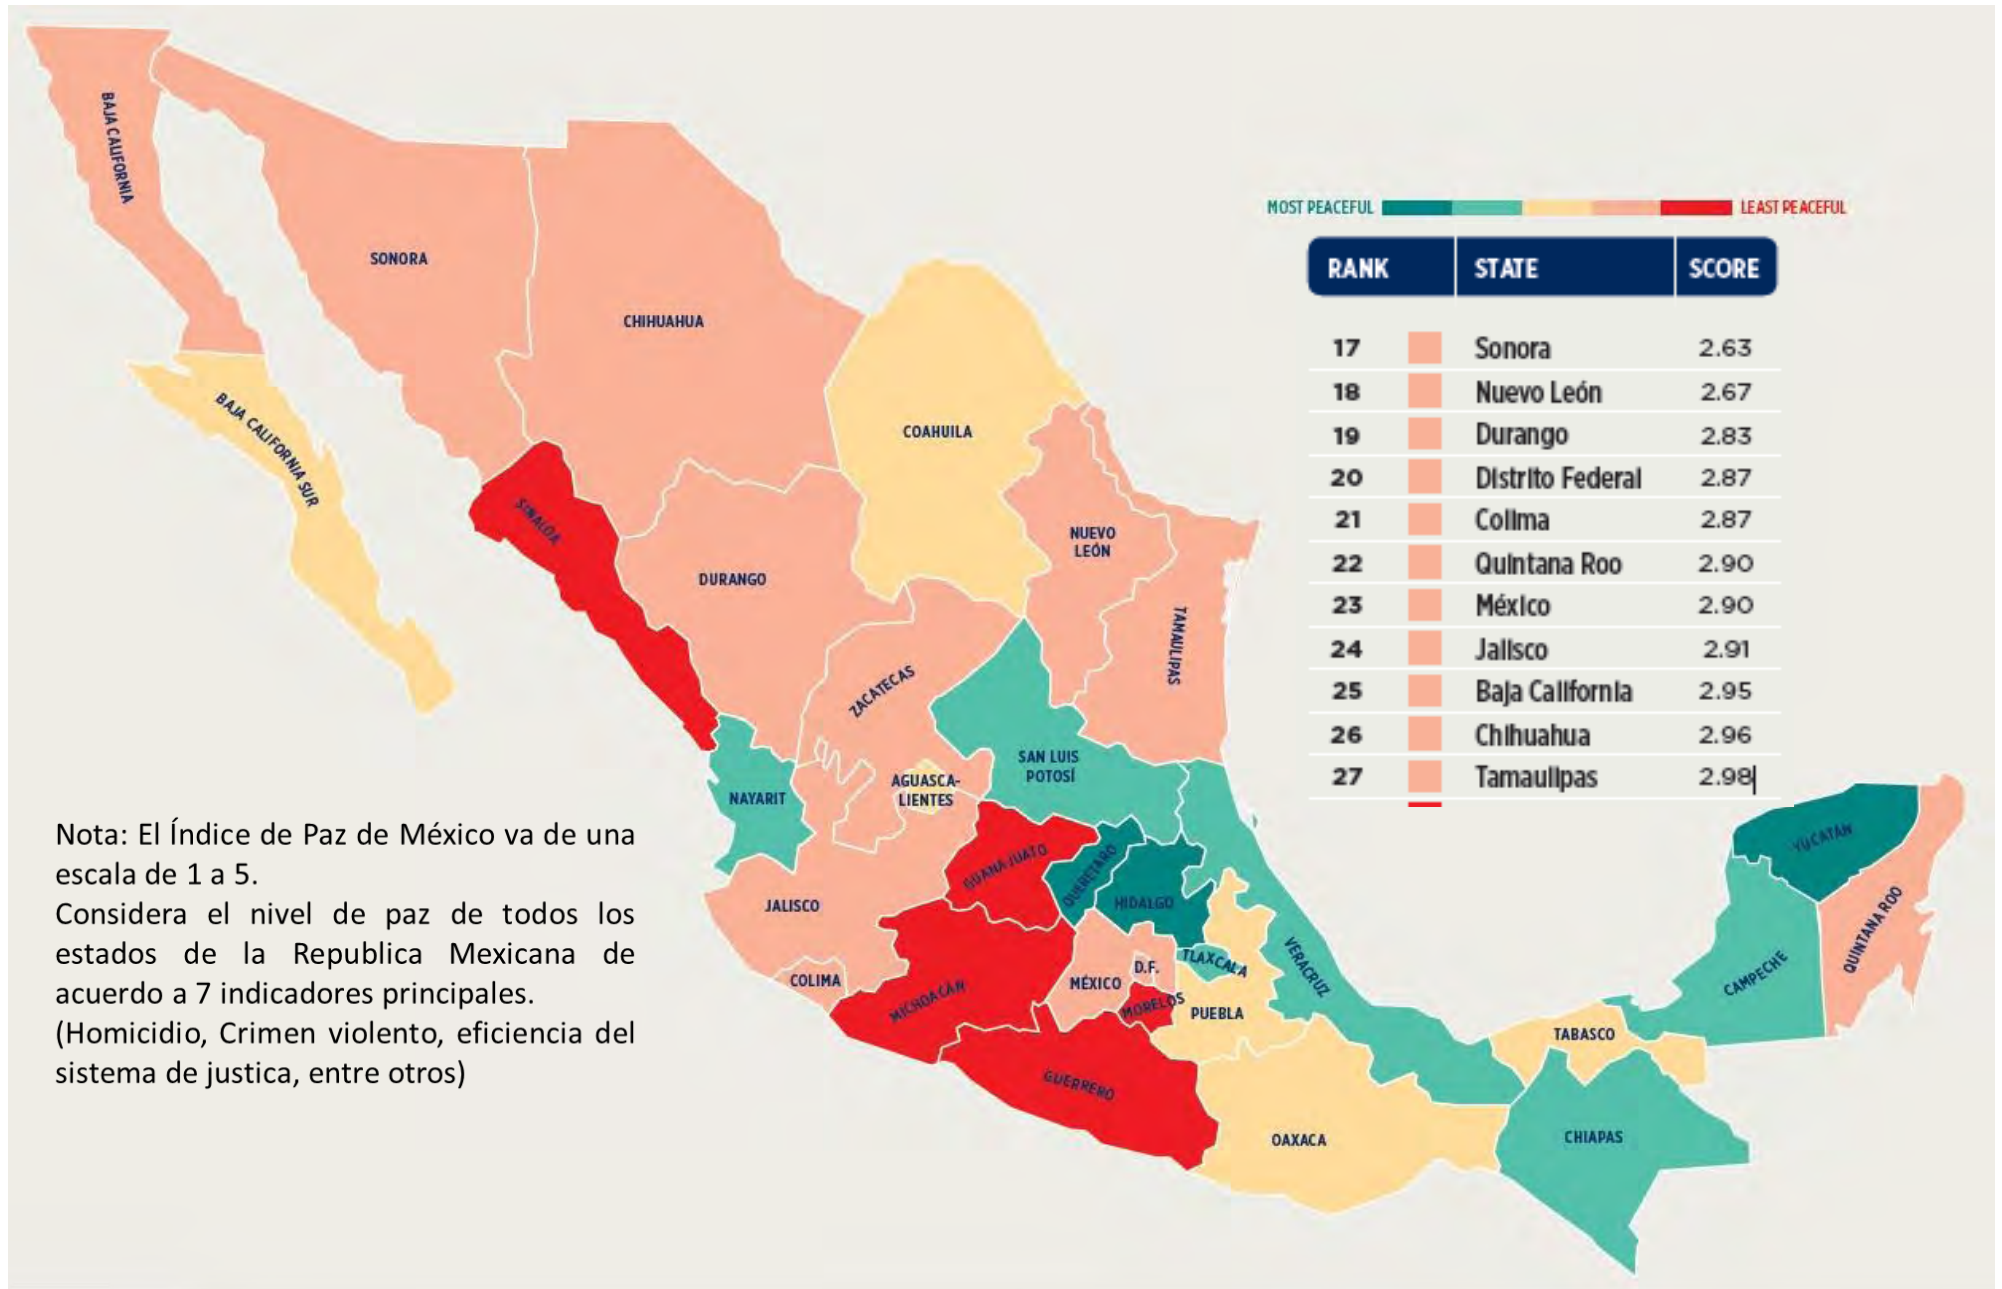 BAJA CALIFORNIA
SONORA
CHIHUAHUA
MOST PEACEFUL LEAST PEACEFUL
RANK STATE SCORE
17 Sonora 2.63
18 Nuevo León 2.67
19 Durango 2.83
20 Distrito Federal 2.87
21 Colima 2.87
22 Quintana Roo 2.90
23 México 2.90
24 Jalisco 2.91
25 Baja California 2.95
26 Chihuahua 2.96
27 Tamaulipas 2.98
COAHUILA
BAJA CALIFORNIA SUR
SINALOA
NUEVO
LEÓN
DURANGO
TAMAULIPAS
ZACATECAS
SAN LUIS
POTOSÍ
AGUASCA-
LIENTES
NAYARIT
Nota: El Índice de Paz de México va de una
escala de 1 a 5.
Considera el nivel de paz de todos los
estados de la Republica Mexicana de
acuerdo a 7 indicadores principales.
(Homicidio, Crimen violento, eficiencia del
sistema de justica, entre otros)
YUCATÁN
GUANAJUATO
QUERÉTARO
HIDALGO
JALISCO
QUINTANA ROO
VERACRUZ
TLAXCALA
D.F.
COLIMA
MÉXICO
CAMPECHE
MICHOACÁN
MORELOS
PUEBLA
TABASCO
GUERRERO
OAXACA
CHIAPAS